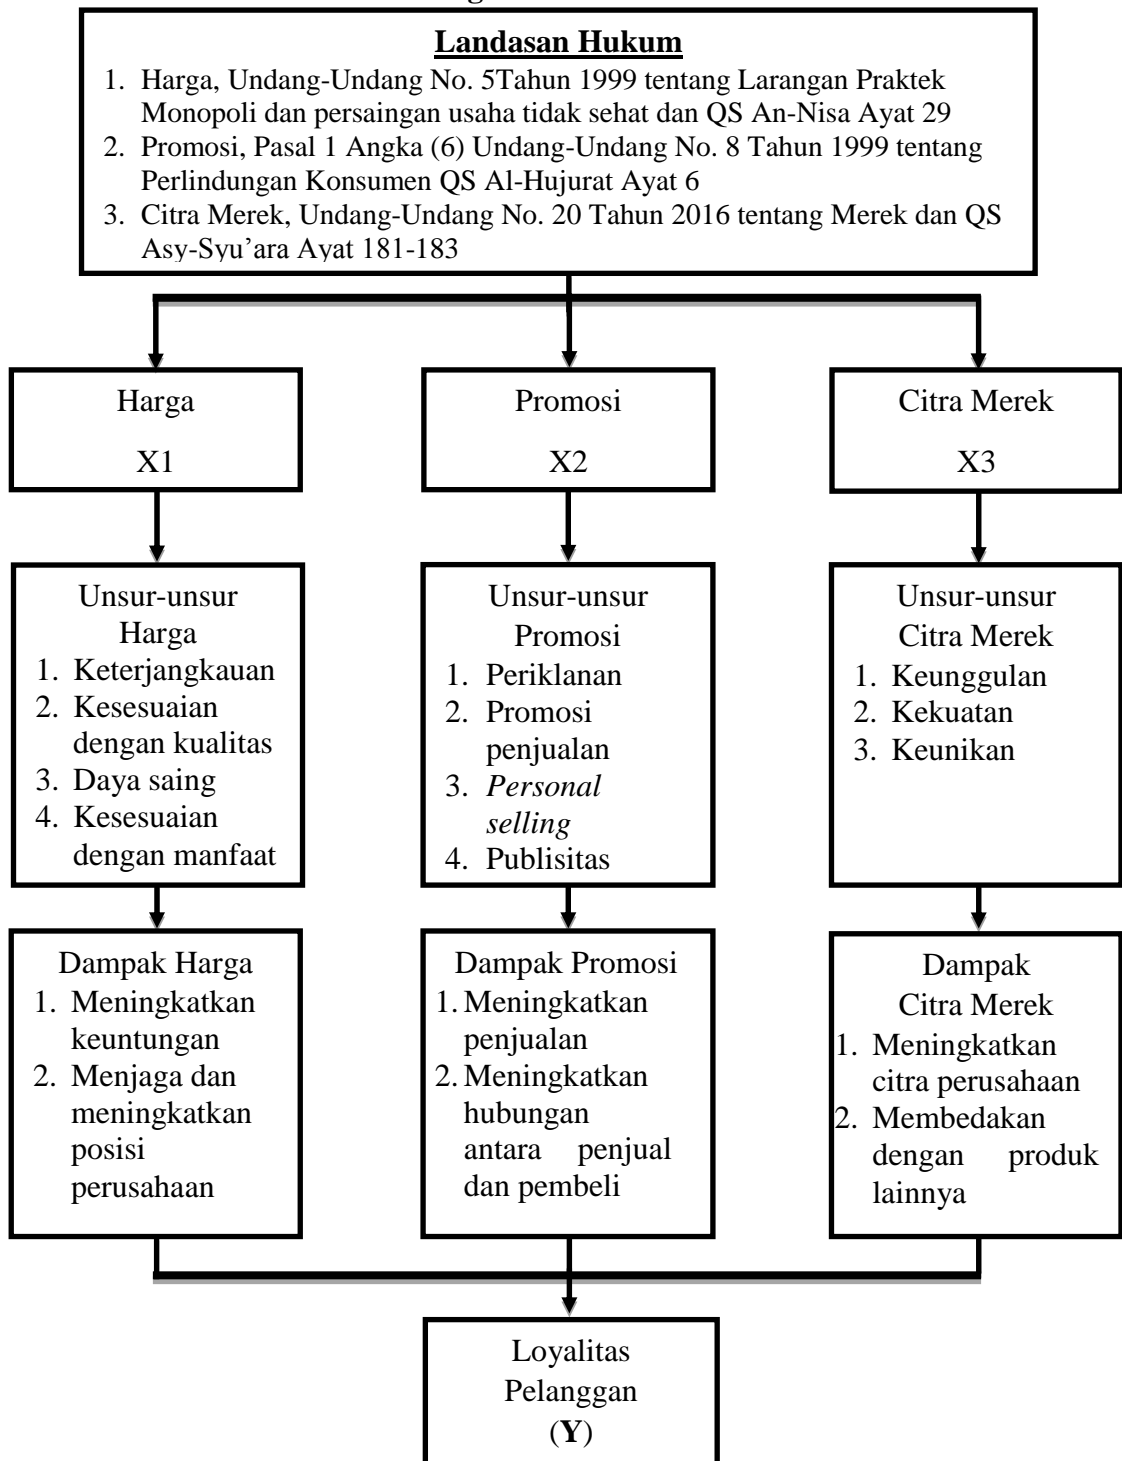 Landasan Hukum
1. Harga, Undang-Undang No. 5Tahun 1999 tentang Larangan Praktek
Monopoli dan persaingan usaha tidak sehat dan QS An-Nisa Ayat 29
2. Promosi, Pasal 1 Angka (6) Undang-Undang No. 8 Tahun 1999 tentang
Perlindungan Konsumen QS Al-Hujurat Ayat 6
3. Citra Merek, Undang-Undang No. 20 Tahun 2016 tentang Merek dan QS
Asy-Syu’ara Ayat 181-183
Harga
X1
Promosi
X2
Citra Merek
X3
Unsur-unsur
Harga
1. Keterjangkauan
2. Kesesuaian
dengan kualitas
3. Daya saing
4. Kesesuaian
dengan manfaat
Unsur-unsur
Promosi
1. Periklanan
2. Promosi
penjualan
3. Personal
selling
4. Publisitas
Unsur-unsur
Citra Merek
1. Keunggulan
2. Kekuatan
3. Keunikan
Dampak Harga
1. Meningkatkan
keuntungan
2. Menjaga dan
meningkatkan
posisi
perusahaan
Dampak Promosi
1. Meningkatkan
penjualan
2. Meningkatkan
hubungan
antara penjual
dan pembeli
Dampak
Citra Merek
1. Meningkatkan
citra perusahaan
2. Membedakan
dengan produk
lainnya
Loyalitas
Pelanggan
(Y)